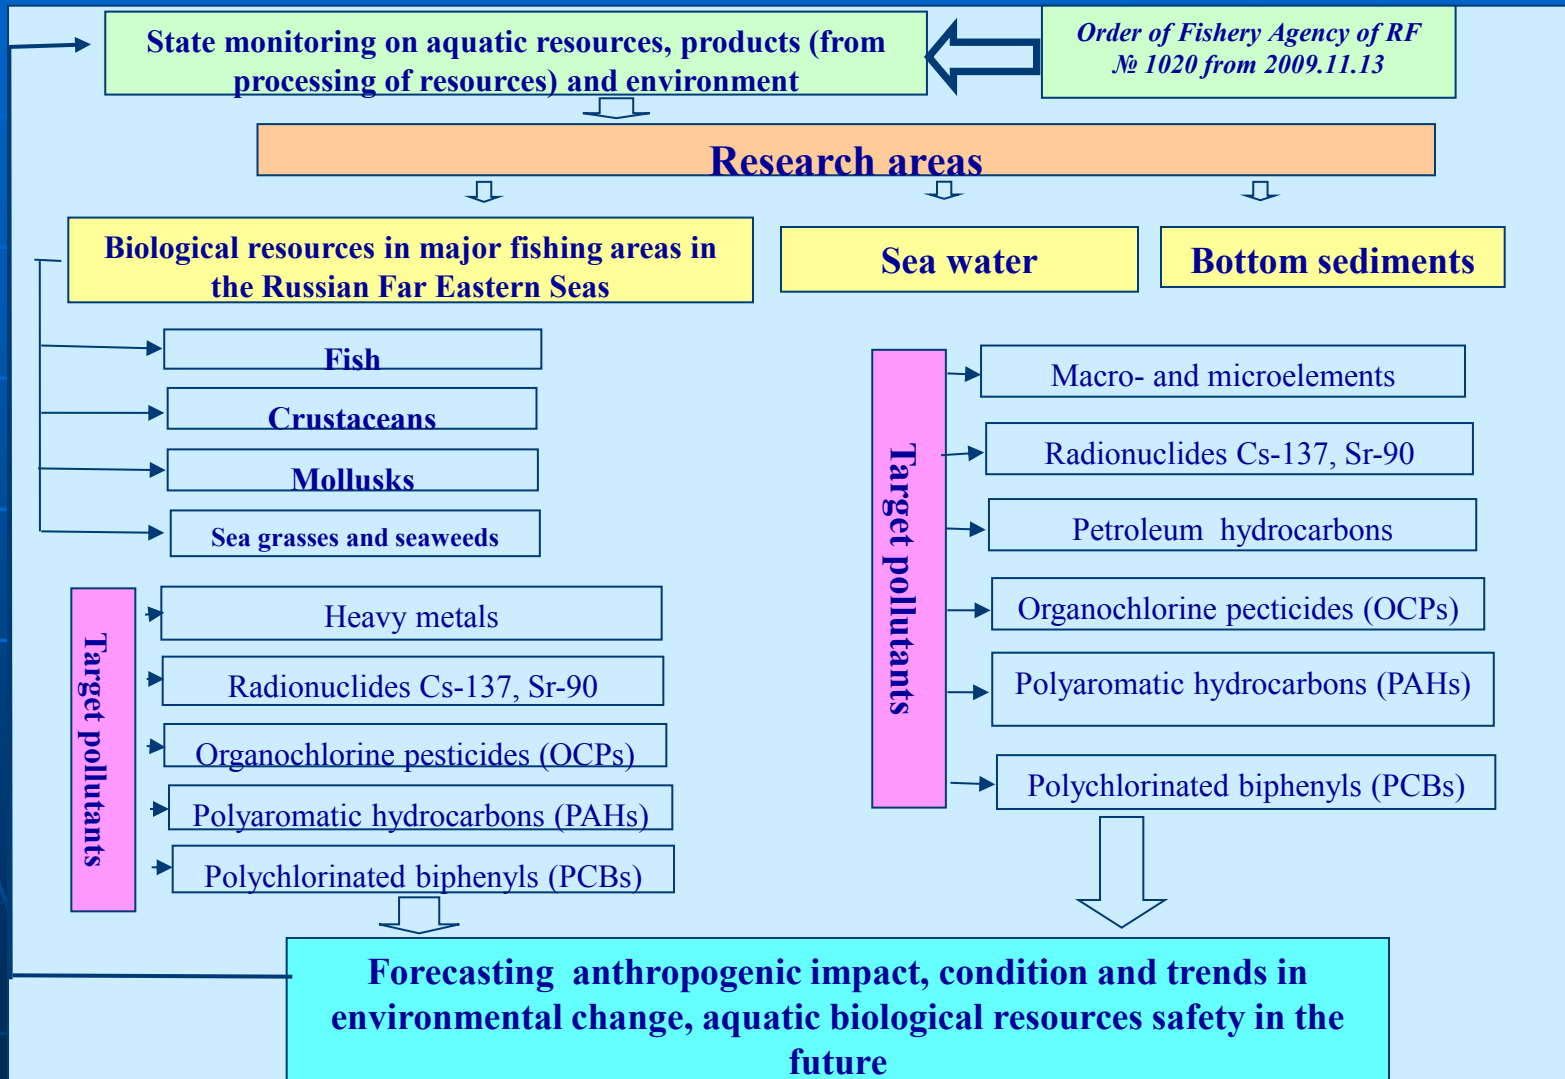 State monitoring on aquatic resources, products (from
processing of resources) and environment
Order of Fishery Agency of RF
№ 1020 from 2009.11.13
Research areas
Biological resources in major fishing areas in
the Russian Far Eastern Seas
Sea water
Bottom sediments
Fish
Crustaceans
Mollusks
Sea grasses and seaweeds
Target pollutants
Heavy metals
Radionuclides Cs-137, Sr-90
Organochlorine pesticides (OCPs)
Polyaromatic hydrocarbons (PAHs)
Polychlorinated biphenyls (PCBs)
Target pollutants
Macro- and microelements
Radionuclides Cs-137, Sr-90
Petroleum  hydrocarbons
Organochlorine pecticides (OCPs)
Polyaromatic hydrocarbons (PAHs)
Polychlorinated biphenyls (PCBs)
Forecasting  anthropogenic impact, condition and trends in
environmental change, aquatic biological resources safety in the
future